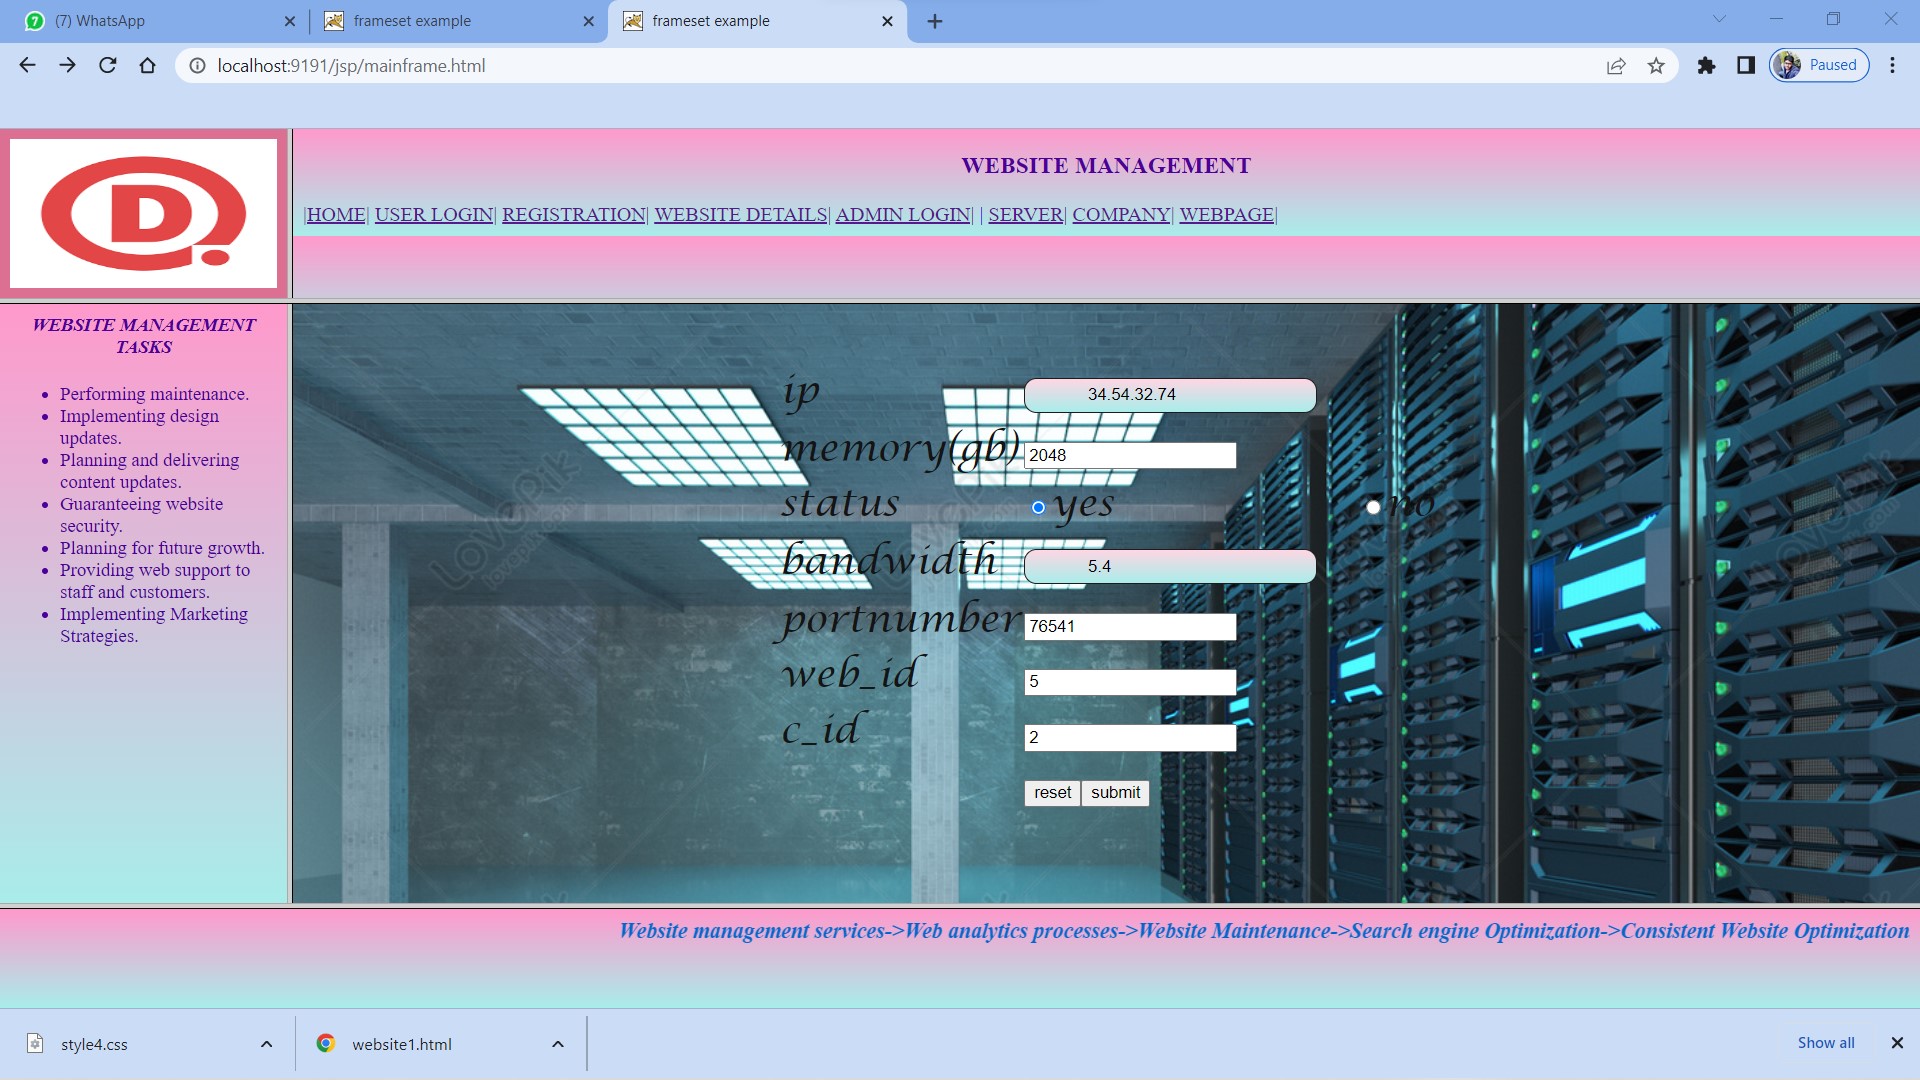 (7) WhatsApp
frameset example
frameset example
localhost:9191/jsp/mainframe.html
Paused
D
WEBSITE MANAGEMENT
|HOME| USER LOGIN| REGISTRATION| WEBSITE DETAILS| ADMIN LOGIN| | SERVER| COMPANY| WEBPAGE|
WEBSITE MANAGEMENT
TASKS
• Performing maintenance.
• Implementing design
updates.
• Planning and delivering
content updates.
• Guaranteeing website
security.
• Planning for future growth.
• Providing web support to
staff and customers.
• Implementing Marketing
Strategies.
ip 34.54.32.74
memory(gb) 2048
status yes no
bandwidth 5.4
portnumber 76541
web_id 5
c_id 2
reset submit
Website management services->Web analytics processes->Website Maintenance->Search engine Optimization->Consistent Website Optimization
style4.css
website1.html
Show all